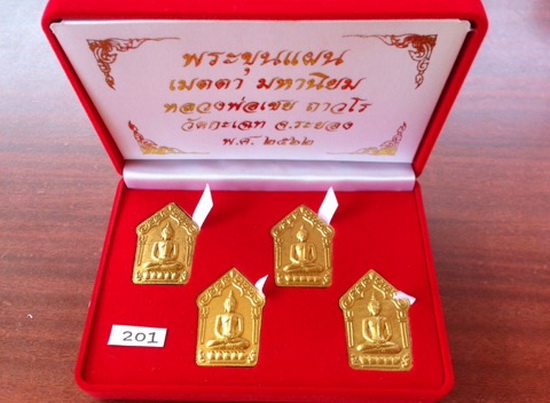 พระขุนแผน
เมตตา มหานิยม
หลวงพ่อเชย ถาวโร
วัดกะเฉท จ.ระยอง
พ.ศ. ๒๕๖๒
201